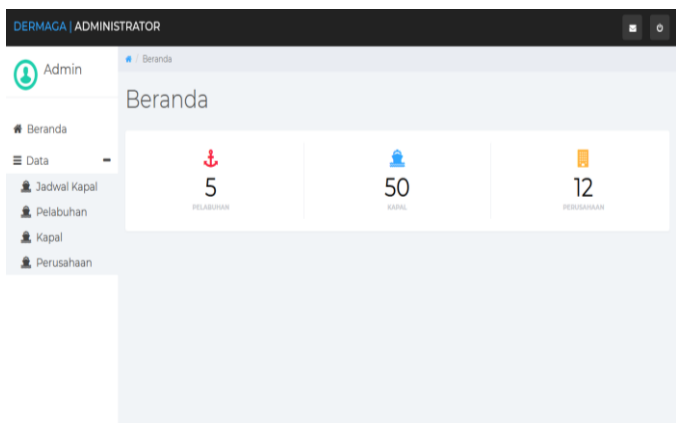 DERMAGA | ADMINISTRATOR
Admin
/ Beranda
Beranda
Beranda
Data
Jadwal Kapal
Pelabuhan
Kapal
Perusahaan
5
PELABUHAN
50
KAPAL
12
PERUSAHAAN